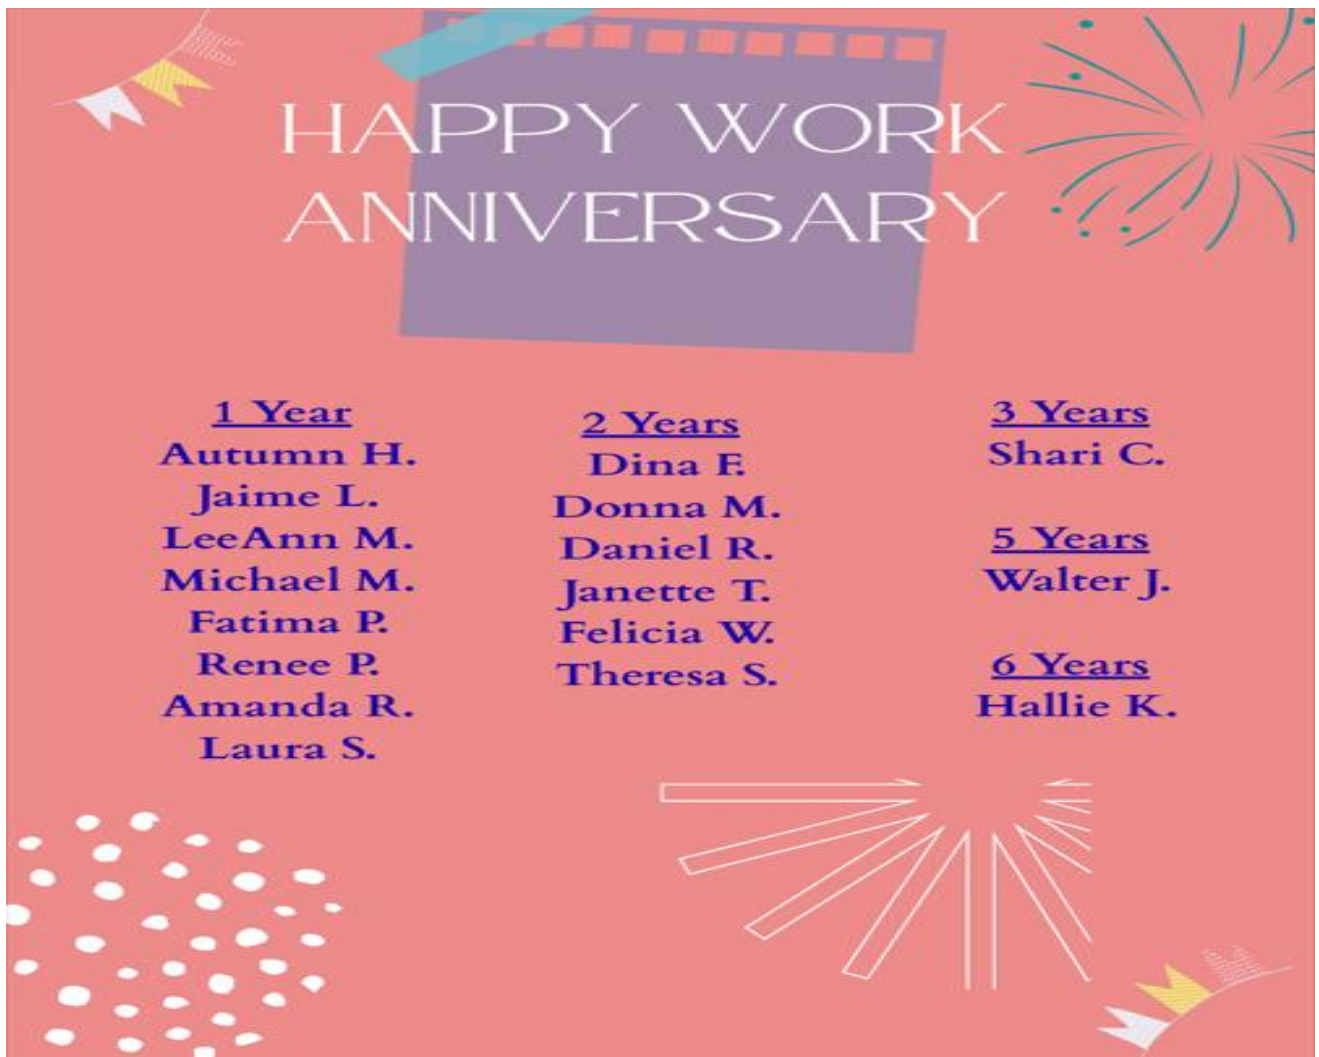 HAPPY WORK
ANNIVERSARY
1 Year
Autumn H.
Jaime L.
LeeAnn M.
Michael M.
Fatima P.
Renee P.
Amanda R.
Laura S.
2 Years
Dina F.
Donna M.
Daniel R.
Janette T.
Felicia W.
Theresa S.
3 Years
Shari C.
5 Years
Walter J.
6 Years
Hallie K.